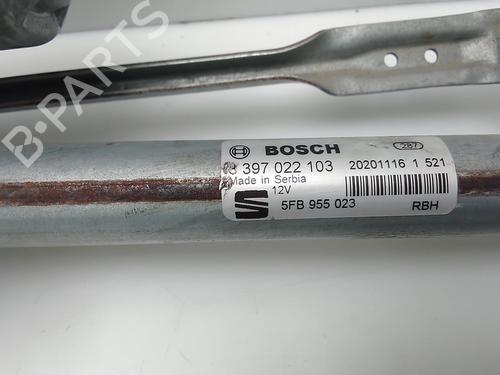 B-PARTS
BOSCH 287
3 397 022 103 20201116 1 521
Made in Serbia
12V
5FB 955 023 RBH